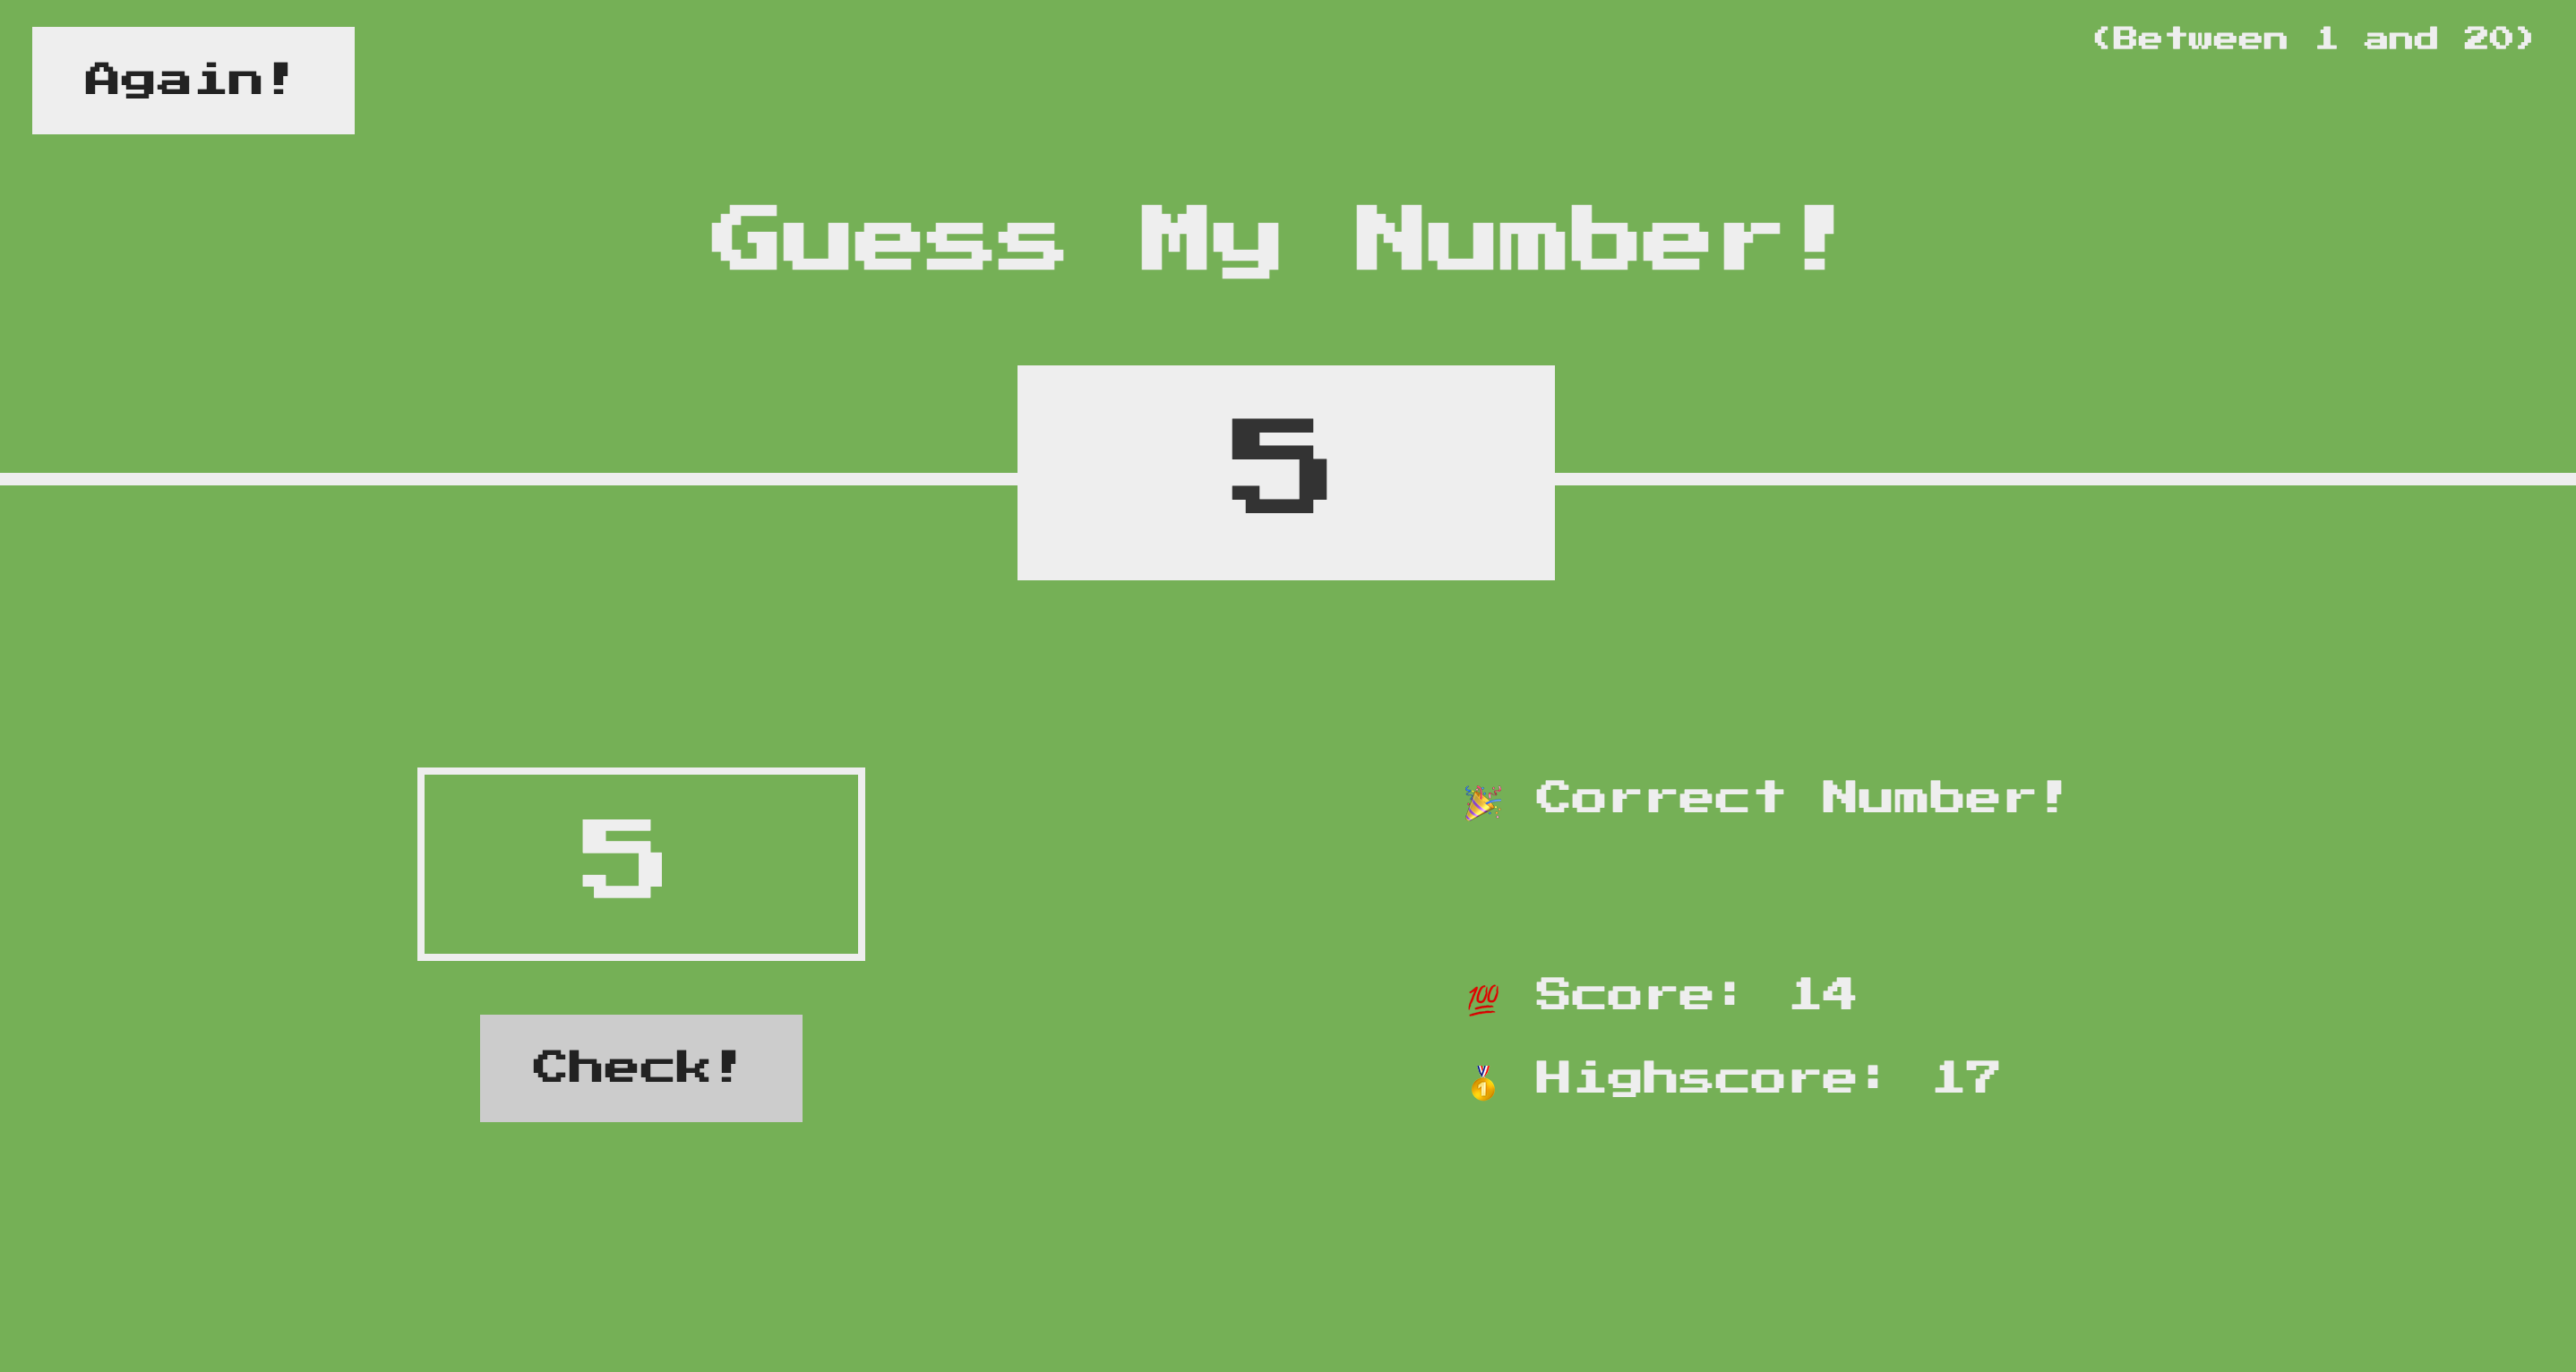 Again!
(Between 1 and 20)
Guess My Number!
5
5
Check!
🎉 Correct Number!
💯 Score: 14
🥇 Highscore: 17